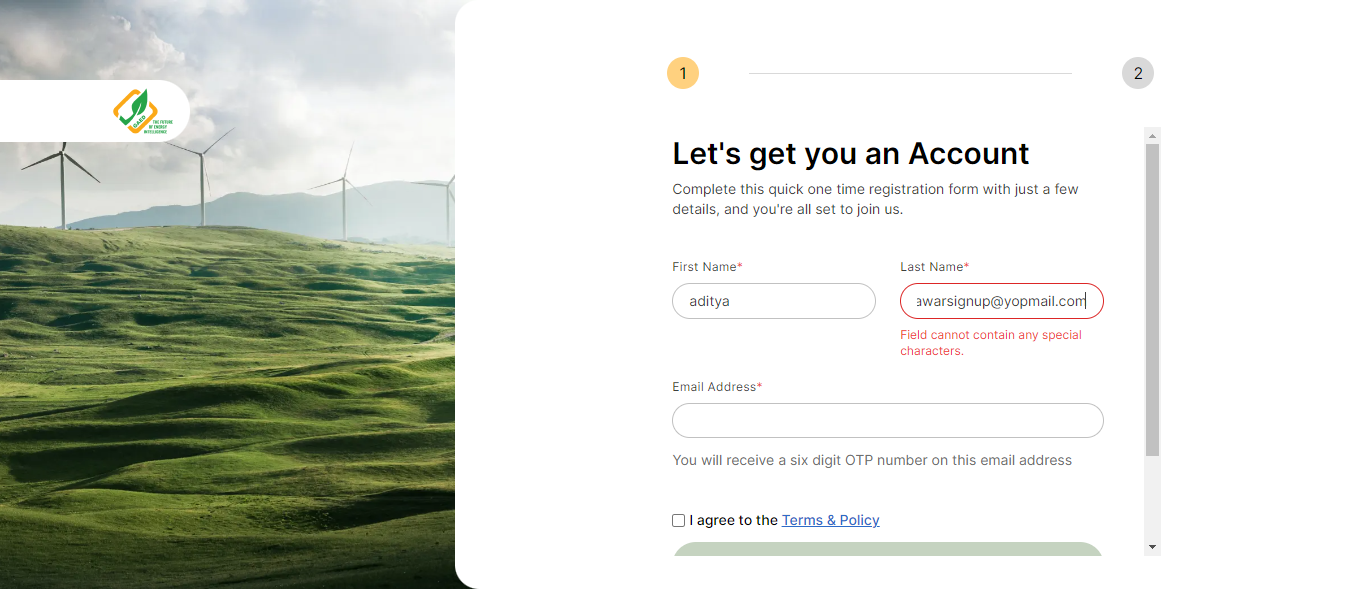 1
2
GAEP
THE FUTURE
OF ENERGY
INTELLIGENCE
Let's get you an Account
Complete this quick one time registration form with just a few
details, and you're all set to join us.
First Name* Last Name*
aditya awarsignup@yopmail.com
Field cannot contain any special
characters.
Email Address*
You will receive a six digit OTP number on this email address
I agree to the Terms & Policy